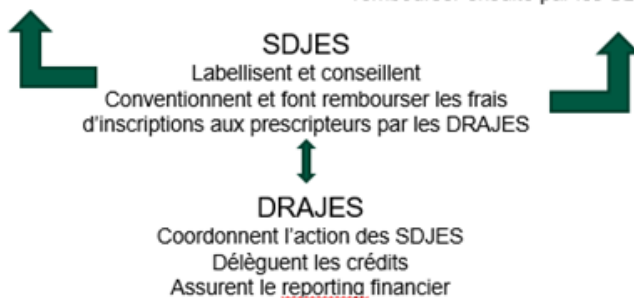 SDJES
Labellisent et conseillent
Conventionnent et font rembourser les frais
d'inscriptions aux prescripteurs par les DRAJES
DRAJES
Coordonnent l'action des SDJES
Délèguent les crédits
Assurent le reporting financier